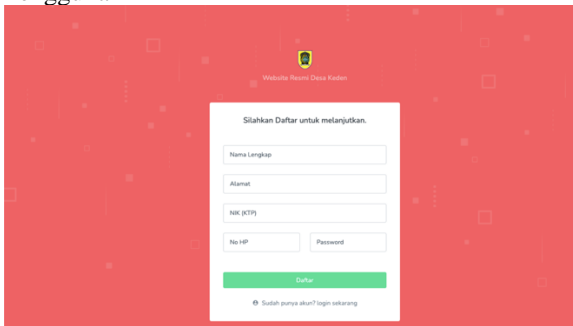 Website Resmi Desa Kaden
Silahkan Daftar untuk melanjutkan.
Nama Lengkap
Alamat
NIK (KTP)
No HP Password
Daftar
Sudah punya akun? login sekarang